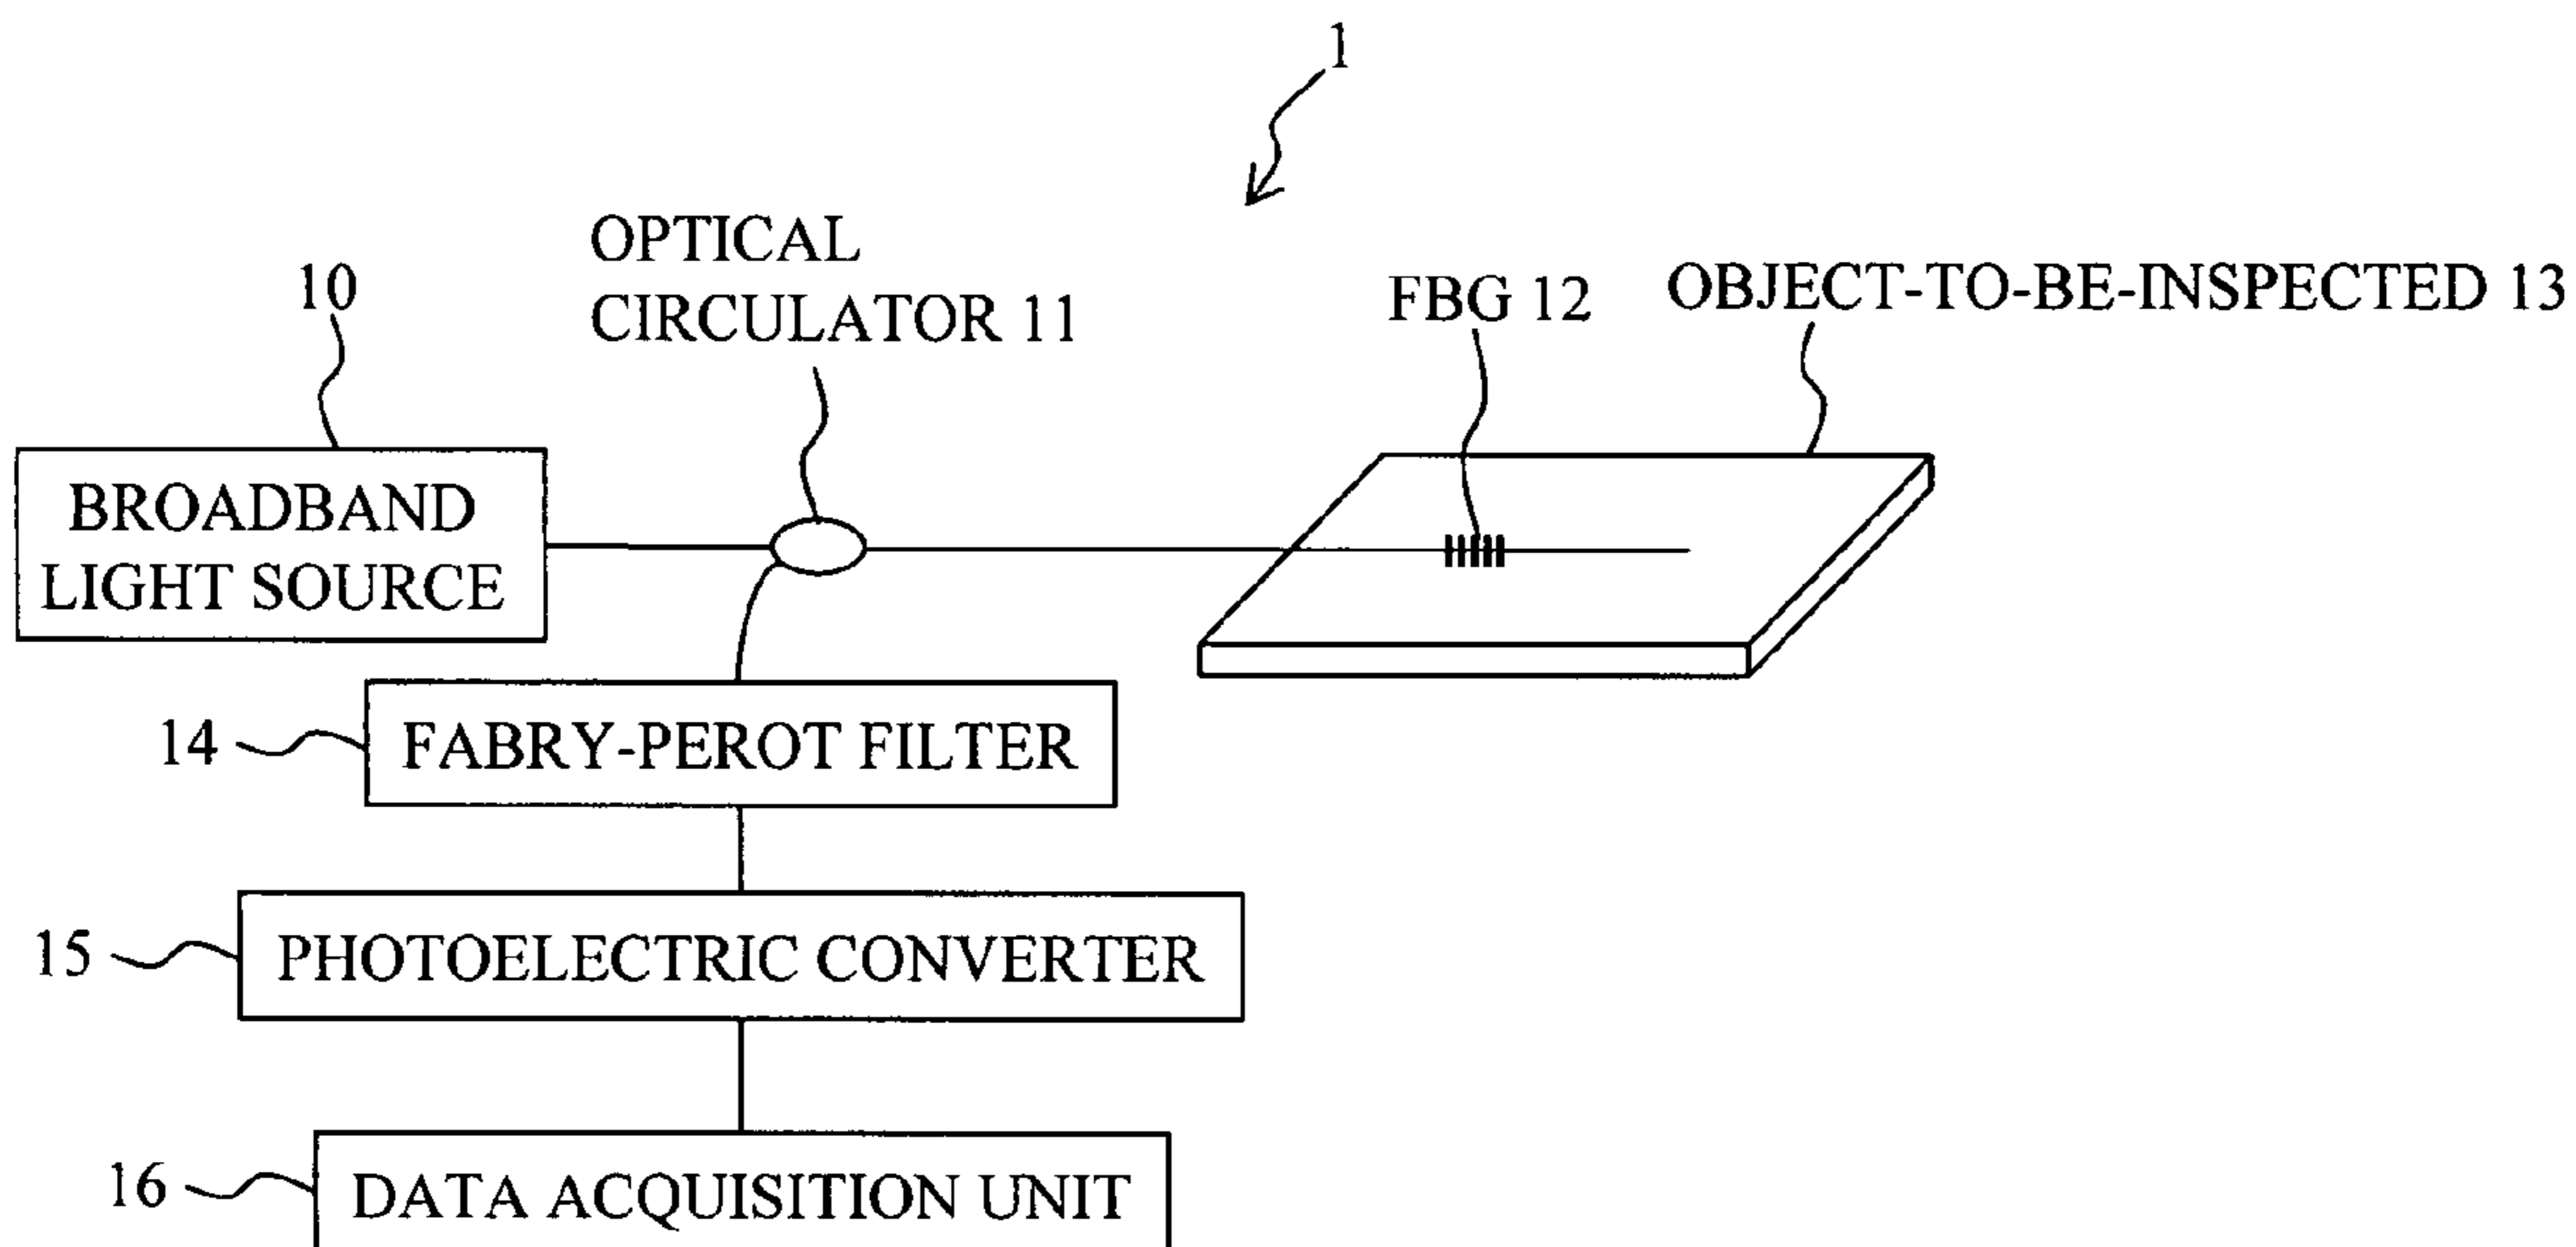 1
OPTICAL
CIRCULATOR 11
10
FBG 12
OBJECT-TO-BE-INSPECTED 13
BROADBAND
LIGHT SOURCE
14
FABRY-PEROT FILTER
15
PHOTOELECTRIC CONVERTER
16
DATA ACQUISITION UNIT